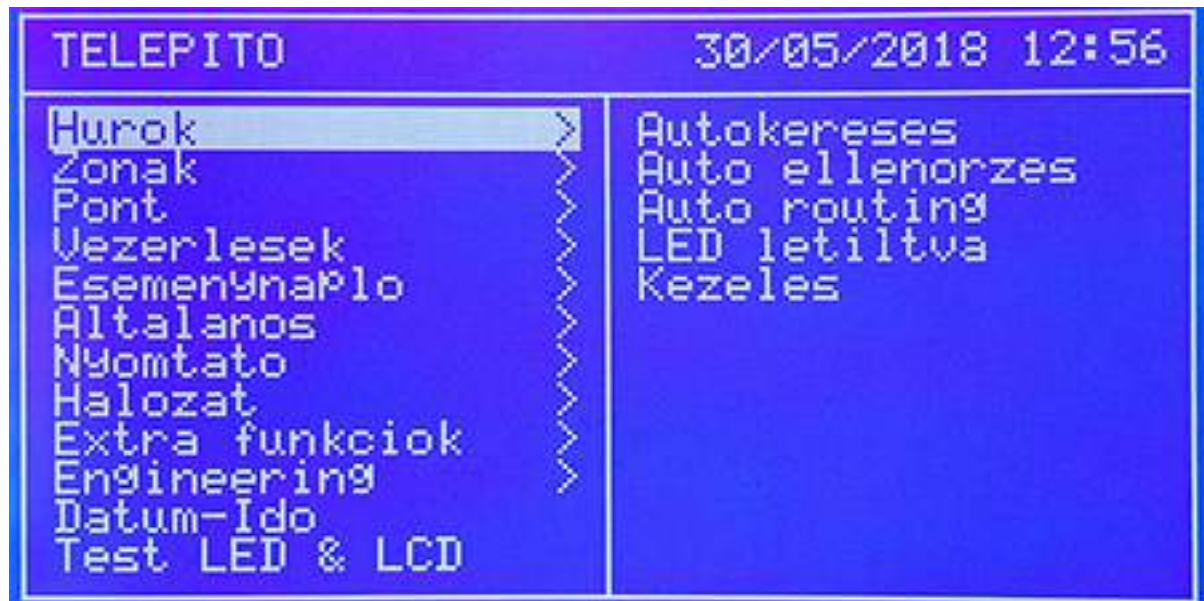 TELEPITO 30/05/2018 12:56
Hurok >
Zonak >
Pont >
Vezerlesek >
Esemenynaplo >
Altalanos >
Nyomtato >
Halozat >
Extra funkciok >
Engineering >
Datum-Ido
Test LED & LCD
Autokereses
Auto ellenorzes
Auto routing
LED letiltva
Kezeles